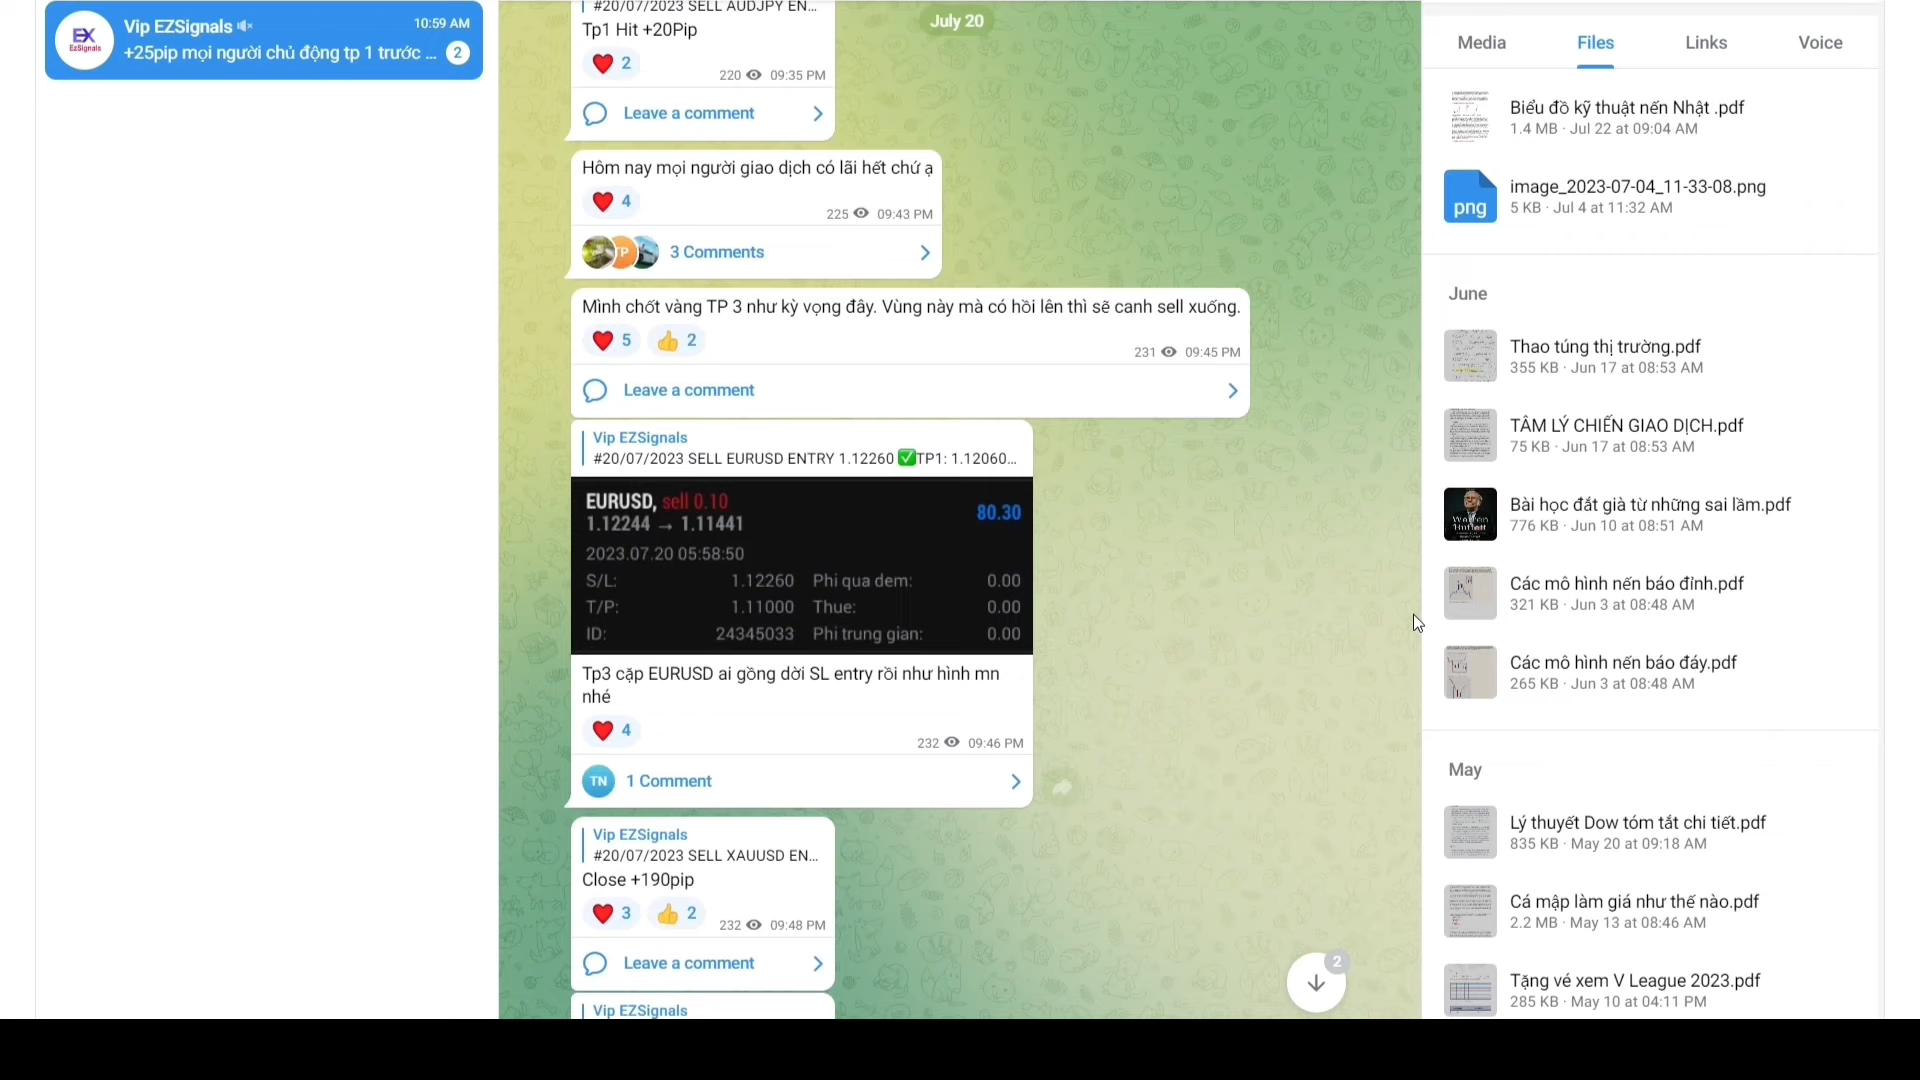 EX
EzSignals
Vip EZSignals
10:59 AM
+25pip mọi người chủ động tp 1 trước ...
2
July 20
#20/07/2023 SELL AUDJPY EN...
Tp1 Hit +20Pip
❤️ 2
220 09:35 PM
Leave a comment
Hôm nay mọi người giao dịch có lãi hết chứ ạ
❤️ 4
225 09:43 PM
TP
3 Comments
Mình chốt vàng TP 3 như kỳ vọng đây. Vùng này mà có hồi lên thì sẽ canh sell xuống.
❤️ 5 👍 2
231 09:45 PM
Leave a comment
Vip EZSignals
#20/07/2023 SELL EURUSD ENTRY 1.12260 ✅TP1: 1.12060...
EURUSD, sell 0.10
1.12244 → 1.11441
80.30
2023.07.20 05:58:50
S/L: 1.12260 Phi qua dem: 0.00
T/P: 1.11000 Thue: 0.00
ID: 24345033 Phi trung gian: 0.00
Tp3 cặp EURUSD ai gồng dời SL entry rồi như hình mn
nhé
❤️ 4
232 09:46 PM
TN
1 Comment
Vip EZSignals
#20/07/2023 SELL XAUUSD EN...
Close +190pip
❤️ 3 👍 2
232 09:48 PM
Leave a comment
Vip EZSignals
2
Media Files Links Voice
Biểu đồ kỹ thuật nến Nhật .pdf
1.4 MB · Jul 22 at 09:04 AM
png
image_2023-07-04_11-33-08.png
5 KB · Jul 4 at 11:32 AM
June
Thao túng thị trường.pdf
355 KB · Jun 17 at 08:53 AM
TÂM LÝ CHIẾN GIAO DỊCH.pdf
75 KB · Jun 17 at 08:53 AM
Bài học đắt già từ những sai lầm.pdf
776 KB · Jun 10 at 08:51 AM
Các mô hình nến báo đỉnh.pdf
321 KB · Jun 3 at 08:48 AM
Các mô hình nến báo đáy.pdf
265 KB · Jun 3 at 08:48 AM
May
Lý thuyết Dow tóm tắt chi tiết.pdf
835 KB · May 20 at 09:18 AM
Cá mập làm giá như thế nào.pdf
2.2 MB · May 13 at 08:46 AM
Tặng vé xem V League 2023.pdf
285 KB · May 10 at 04:11 PM